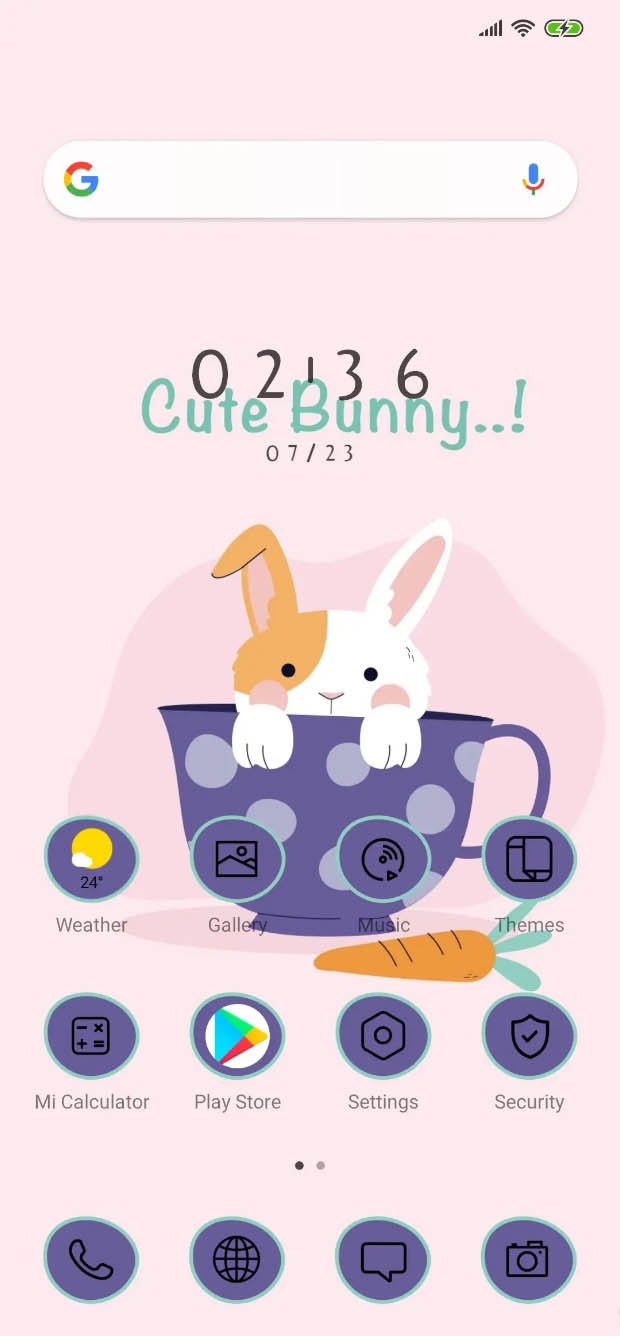 02:36
Cute Bunny..!
07/23
24°
Weather
Gallery
Music
Themes
Mi Calculator
Play Store
Settings
Security